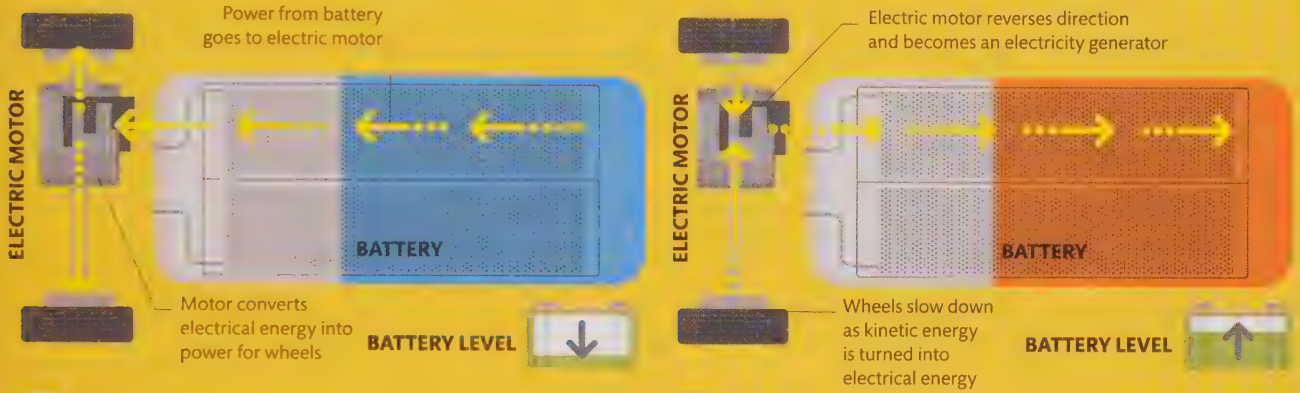 Power from battery
goes to electric motor
ELECTRIC MOTOR
BATTERY
Motor converts
electrical energy into
power for wheels
BATTERY LEVEL
Electric motor reverses direction
and becomes an electricity generator
ELECTRIC MOTOR
BATTERY
Wheels slow down
as kinetic energy
is turned into
electrical energy
BATTERY LEVEL